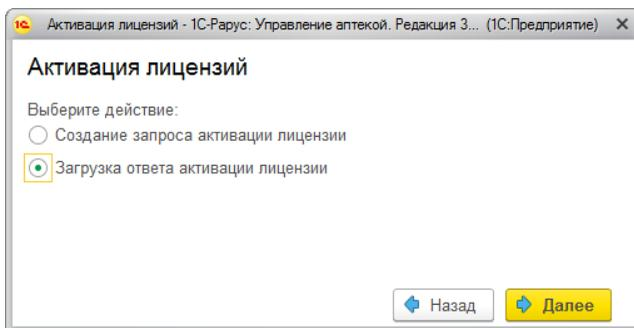 1С Активация лицензий - 1С-Рарус: Управление аптекой. Редакция 3... (1С:Предприятие)
Активация лицензий
Выберите действие:
Создание запроса активации лицензии
Загрузка ответа активации лицензии
Назад Далее